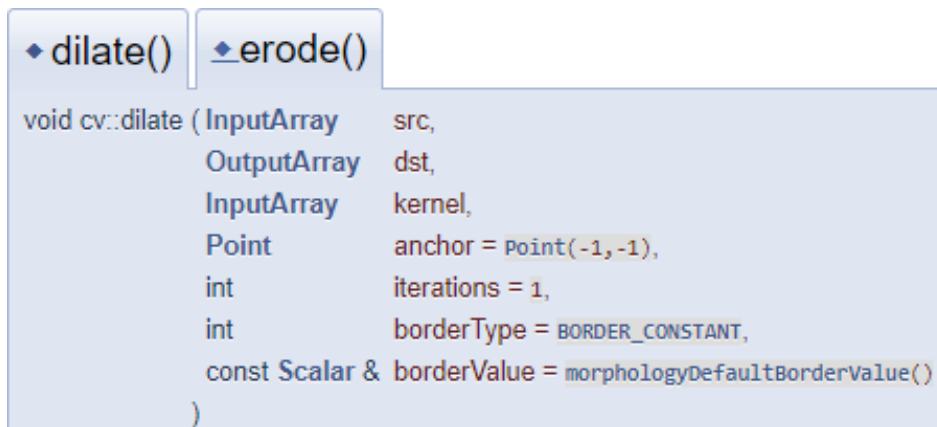 ◆ dilate() ◆ erode()
void cv::dilate ( InputArray src,
OutputArray dst,
InputArray kernel,
Point anchor = Point(-1,-1),
int iterations = 1,
int borderType = BORDER_CONSTANT,
const Scalar & borderValue = morphologyDefaultBorderValue()
)